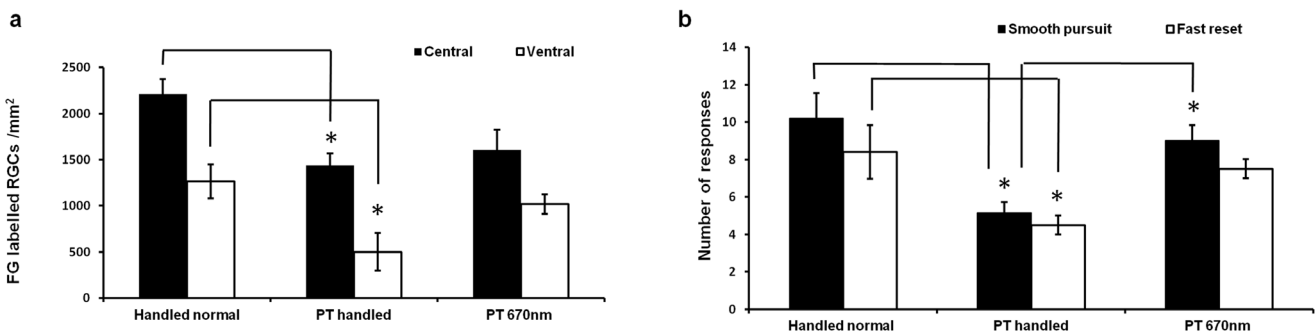 a
Central Ventral
FG labelled RGCs /mm²
2500
2000
1500
1000
500
0
*
*
Handled normal PT handled PT 670nm
b
Smooth pursuit Fast reset
Number of responses
14
12
10
8
6
4
2
0
*
*
*
Handled normal PT handled PT 670nm